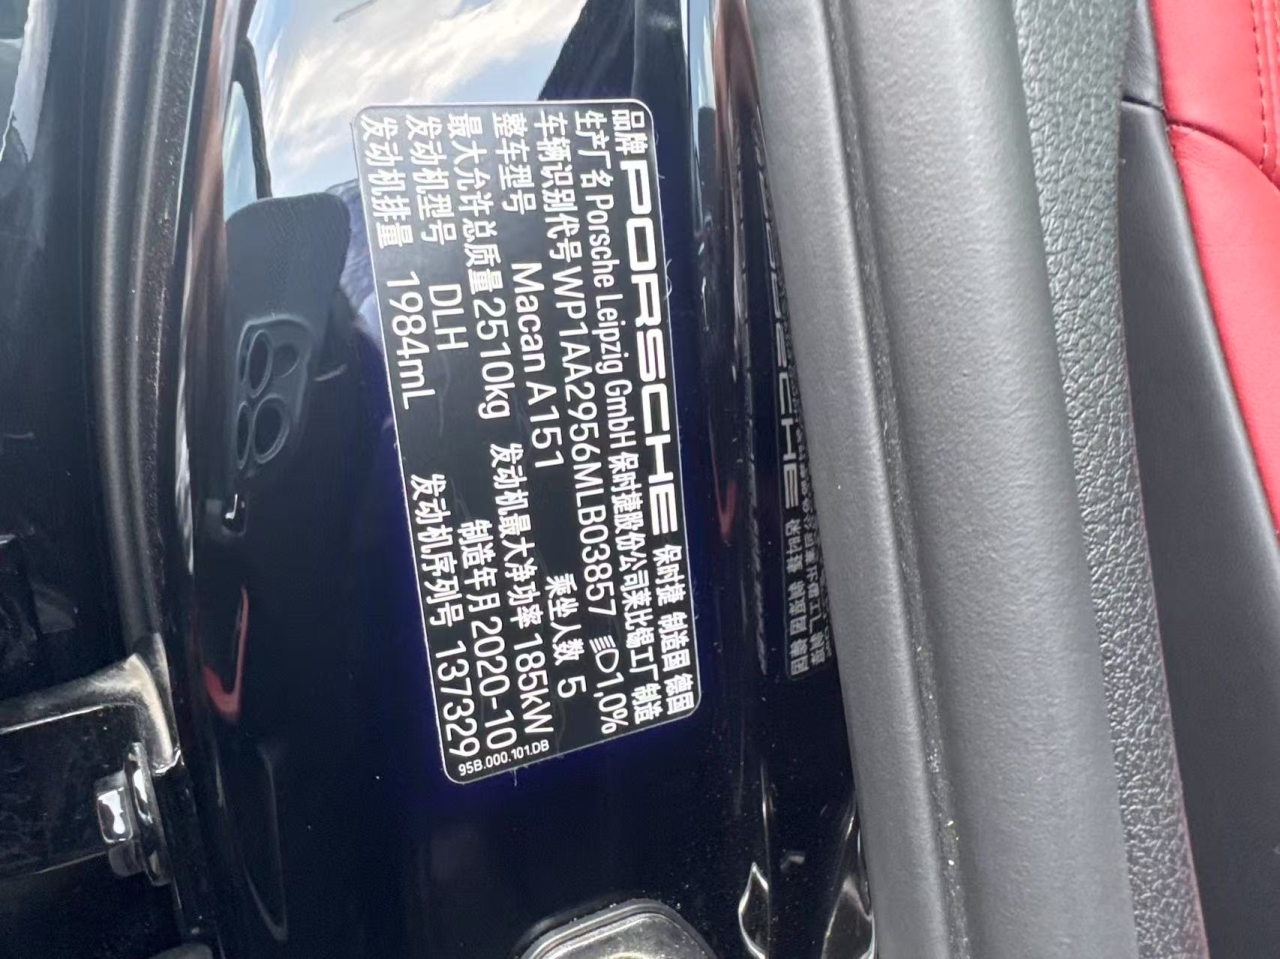 品牌 PORSCHE 保时捷 制造国 德国
生产厂名 Porsche Leipzig GmbH 保时捷股份公司莱比锡工厂 制造
车辆识别代号 WP1AA2956MLB03857 1,0%
整车型号 Macan A151 乘坐人数 5
最大允许总质量 2510kg 发动机最大净功率 185kW
发动机型号 DLH 制造年月 2020-10
发动机排量 1984mL 发动机序列号 137329
95B.000.101.DB